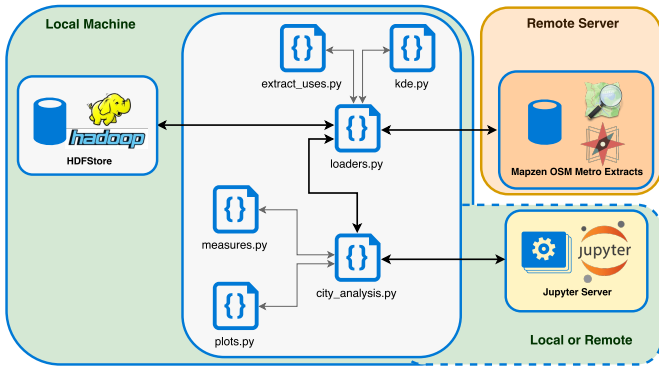 Local Machine
Remote Server
extract_uses.py
kde.py
hadoop
HDFStore
loaders.py
Mapzen OSM Metro Extracts
measures.py
jupyter
city_analysis.py
Jupyter Server
plots.py
Local or Remote